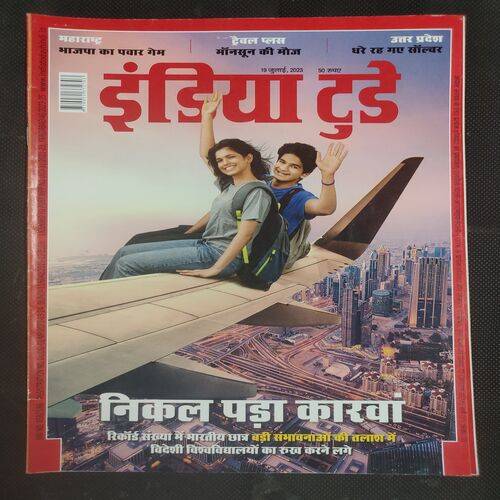 महाराष्ट्र
भाजपा का पवार गेम
ट्रैवल प्लस
मॉनसून की मौज
उत्तर प्रदेश
धरे रह गए सॉल्वर
19 जुलाई, 2023 50 रुपए
इंडिया टुडे
निकल पड़ा कारवां
रिकॉर्ड संख्या में भारतीय छात्र बड़ी संभावनाओं की तलाश में
विदेशी विश्वविद्यालयों का रुख करने लगे